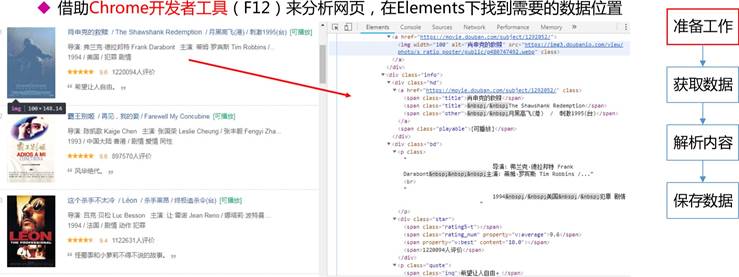 ◆ 借助Chrome开发者工具（F12）来分析网页，在Elements下找到需要的数据位置
肖申克的救赎 / The Shawshank Redemption / 月黑高飞(港) / 刺激1995(台) [可播放]
导演: 弗兰克·德拉邦特 Frank Darabont 主演: 蒂姆·罗宾斯 Tim Robbins /...
1994 / 美国 / 犯罪 剧情
9.6 1220094人评价
希望让人自由。
img | 100×148.14
霸王别姬 / 再见，我的妾 / Farewell My Concubine [可播放]
导演: 陈凯歌 Kaige Chen 主演: 张国荣 Leslie Cheung / 张丰毅 Fengyi Zha...
1993 / 中国大陆 香港 / 剧情 爱情 同性
9.5 897570人评价
风华绝代。
ADIOS A MI
CONCUBINA
这个杀手不太冷 / Léon / 杀手莱昂 / 终极追杀令(台) [可播放]
导演: 吕克·贝松 Luc Besson 主演: 让·雷诺 Jean Reno / 娜塔莉·波特曼 ...
1994 / 法国 / 剧情 动作 犯罪
9.4 1122631人评价
怪蜀黍和小萝莉不得不说的故事。
LEON
THE PROFESSIONAL
Elements Console Sources Network
<a href="https://movie.douban.com/subject/1292052/">
<img width="100" alt="肖申克的救赎" src="https://img3.doubanio.com/view/
photo/s_ratio_poster/public/p480747492.webp" class>
</a>
</div>
<div class="info">
<div class="hd">
<a href="https://movie.douban.com/subject/1292052/" class>
<span class="title">肖申克的救赎</span>
<span class="title">&nbsp;/&nbsp;The Shawshank Redemption</span>
<span class="other">&nbsp;/&nbsp;月黑高飞(港) / 刺激1995(台)</span>
</a>
<span class="playable">[可播放]</span>
</div>
<div class="bd">
<p class>
"
导演: 弗兰克·德拉邦特 Frank
Darabont&nbsp;&nbsp;&nbsp;主演: 蒂姆·罗宾斯 Tim Robbins /..."
<br>
"
1994&nbsp;/&nbsp;美国&nbsp;/&nbsp;犯罪 剧情
"
</p>
<div class="star">
<span class="rating5-t"></span>
<span class="rating_num" property="v:average">9.6</span>
<span property="v:best" content="10.0"></span>
<span>1220094人评价</span>
</div>
<p class="quote">
<span class="inq">希望让人自由。</span>
准备工作
获取数据
解析内容
保存数据